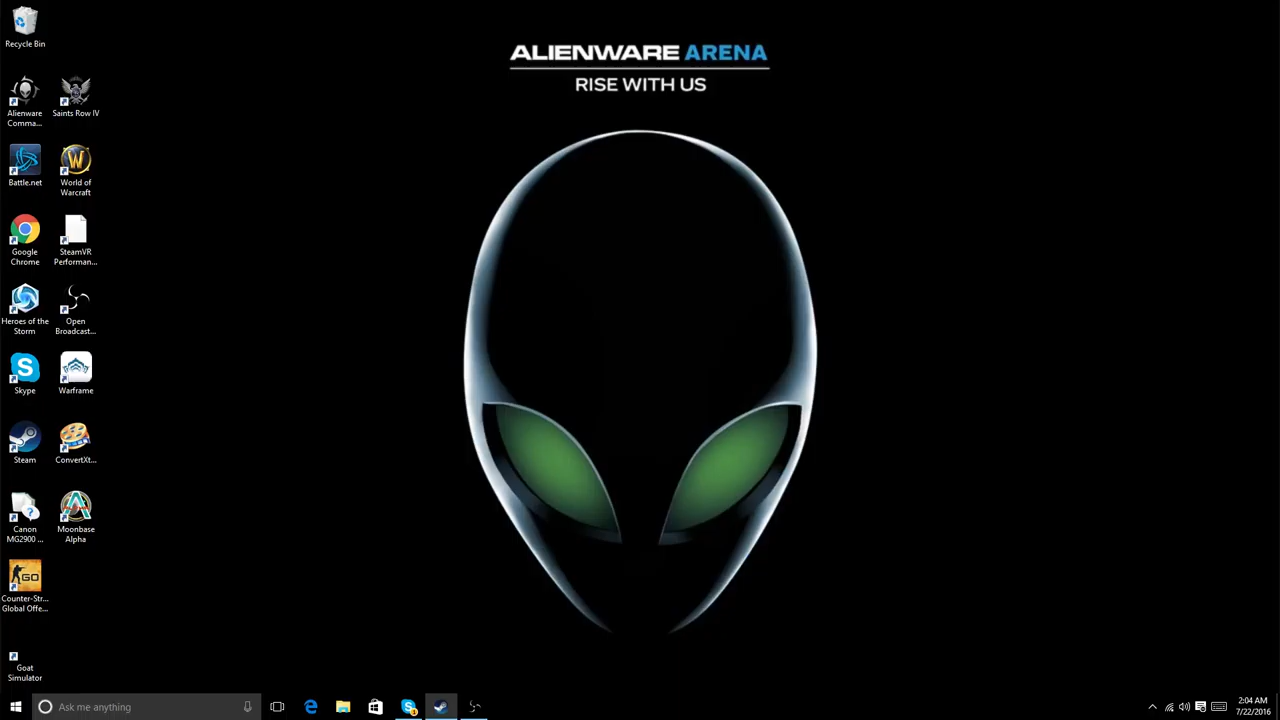 ALIENWARE ARENA
RISE WITH US
Recycle Bin
Alienware
Comma...
Saints Row IV
Battle.net
World of
Warcraft
Google
Chrome
SteamVR
Performan...
Heroes of the
Storm
Open
Broadcast...
Skype
Warframe
Steam
ConvertXt...
Canon
MG2900 ...
Moonbase
Alpha
GO
Counter-Str...
Global Offe...
Goat
Simulator
Ask me anything
2:04 AM
7/22/2016